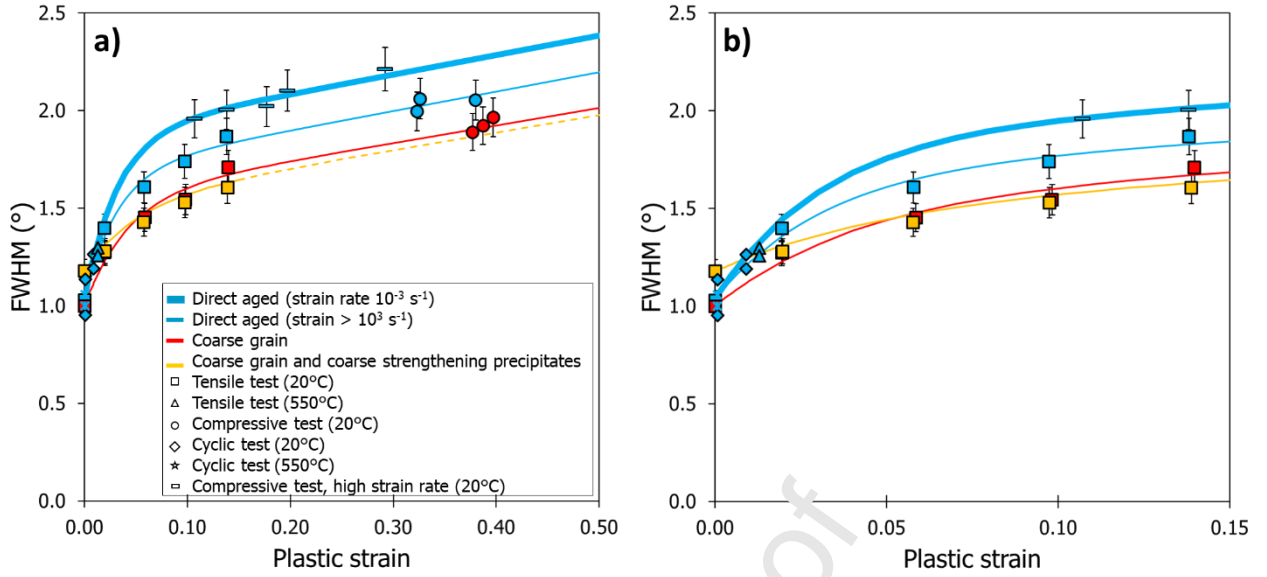 a)
2.5
2.0
1.5
1.0
0.5
0.0
FWHM (°)
Direct aged (strain rate 10⁻³ s⁻¹)
Direct aged (strain > 10³ s⁻¹)
Coarse grain
Coarse grain and coarse strengthening precipitates
Tensile test (20°C)
Tensile test (550°C)
Compressive test (20°C)
Cyclic test (20°C)
Cyclic test (550°C)
Compressive test, high strain rate (20°C)
0.00 0.10 0.20 0.30 0.40 0.50
Plastic strain
b)
2.5
2.0
1.5
1.0
0.5
0.0
FWHM (°)
of
0.00 0.05 0.10 0.15
Plastic strain